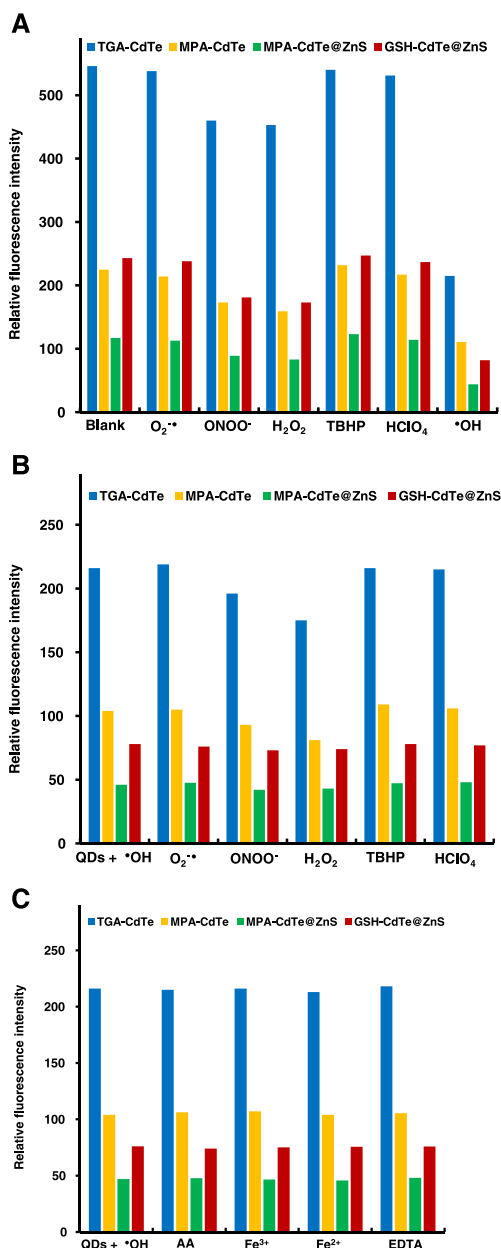 A
TGA-CdTe MPA-CdTe MPA-CdTe@ZnS GSH-CdTe@ZnS
Relative fluorescence intensity
500
400
300
200
100
0
Blank O₂⁻• ONOO⁻ H₂O₂ TBHP HClO₄ •OH
B
TGA-CdTe MPA-CdTe MPA-CdTe@ZnS GSH-CdTe@ZnS
Relative fluorescence intensity
250
200
150
100
50
0
QDs + •OH O₂⁻• ONOO⁻ H₂O₂ TBHP HClO₄
C
TGA-CdTe MPA-CdTe MPA-CdTe@ZnS GSH-CdTe@ZnS
Relative fluorescence intensity
250
200
150
100
50
0
QDs + •OH AA Fe³⁺ Fe²⁺ EDTA